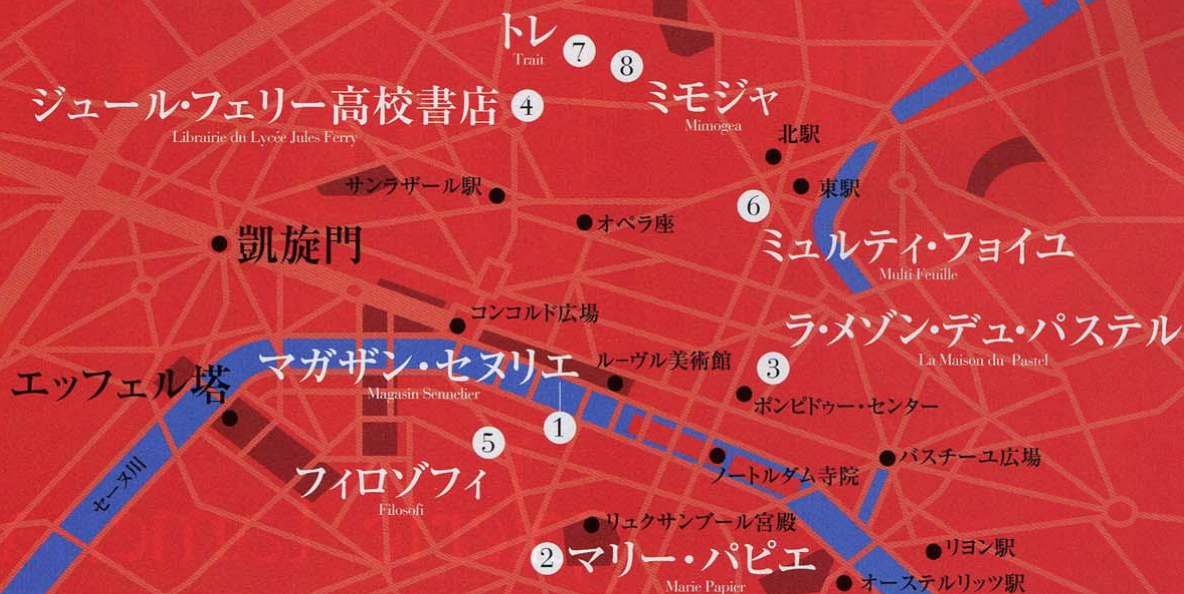 トレ
Trait
7
8
ミモジャ
Mimogea
ジュール・フェリー高校書店
4
Librairie du Lycée Jules Ferry
北駅
東駅
サンラザール駅
オペラ座
6
ミュルティ・フォイユ
Multi Feuille
凱旋門
コンコルド広場
ラ・メゾン・デュ・パステル
La Maison du Pastel
マガザン・セヌリエ
Magasin Sennelier
ルーヴル美術館
3
エッフェル塔
ポンピドゥー・センター
1
5
バスチーユ広場
セーヌ川
フィロゾフィ
Filosofi
ノートルダム寺院
リュクサンブール宮殿
2
マリー・パピエ
Marie Papier
リヨン駅
オーステルリッツ駅